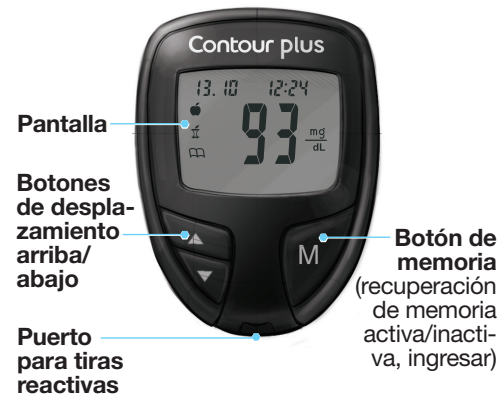 Contour plus
13.10 12:24
93 mg/dL
Pantalla
Botones
de despla-
zamiento
arriba/
abajo
M
Botón de
memoria
(recuperación
de memoria
activa/inacti-
va, ingresar)
Puerto
para tiras
reactivas